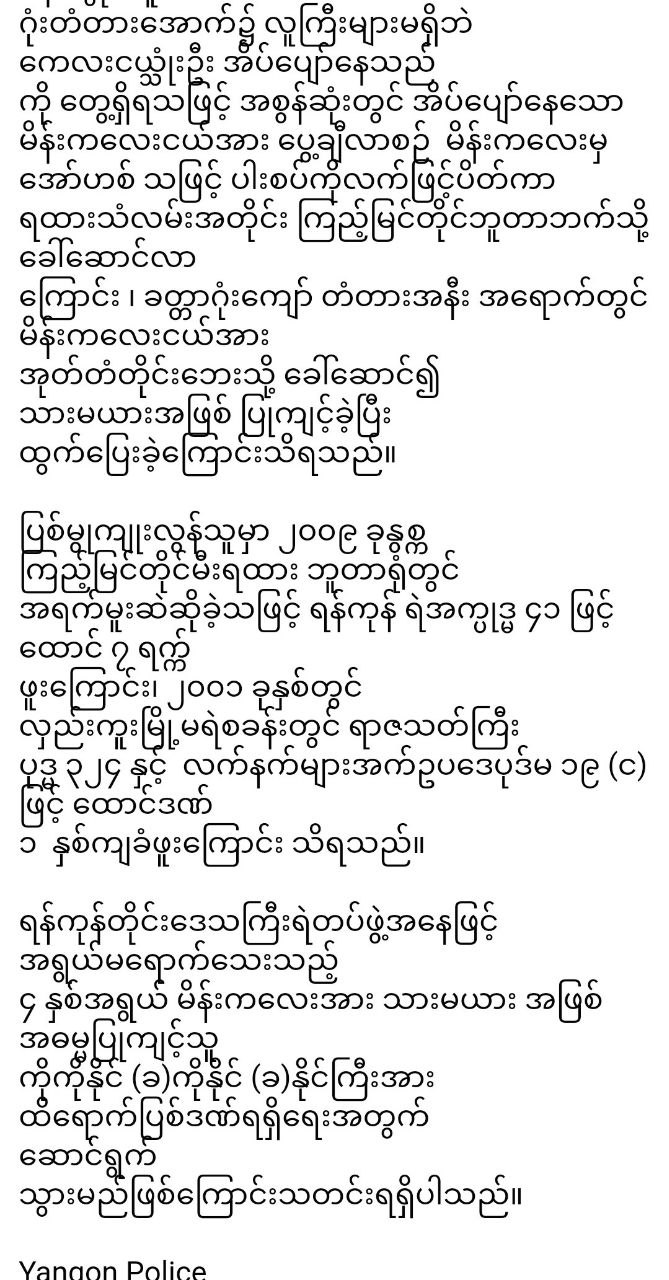 ဂုံးတံတားအောက်၌ လူကြီးများမရှိဘဲ
ကေလးငယ်သုံးဦး အိပ်ပျော်နေသည်
ကို တွေ့ရှိရသဖြင့် အစွန်ဆုံးတွင် အိပ်ပျော်နေသော
မိန်းကလေးငယ်အား ပွေ့ချီလာစဉ် မိန်းကလေးမှ
အော်ဟစ် သဖြင့် ပါးစပ်ကိုလက်ဖြင့်ပိတ်ကာ
ရထားသံလမ်းအတိုင်း ကြည့်မြင်တိုင်ဘူတာဘက်သို့
ခေါ်ဆောင်လာ
ကြောင်း ၊ ခတ္တာဂုံးကျော် တံတားအနီး အရောက်တွင်
မိန်းကလေးငယ်အား
အုတ်တံတိုင်းဘေးသို့ ခေါ်ဆောင်၍
သားမယားအဖြစ် ပြုကျင့်ခဲ့ပြီး
ထွက်ပြေးခဲ့ကြောင်းသိရသည်။

ပြစ်မှုကျူးလွန်သူမှာ ၂၀၀၉ ခုနှစ်က
ကြည့်မြင်တိုင်မီးရထား ဘူတာရုံတွင်
အရက်မူးဆဲဆိုခဲ့သဖြင့် ရန်ကုန် ရဲအက်ပုဒ်မ ၄၁ ဖြင့်
ထောင် ၇ ရက်က
ဖူးကြောင်း၊ ၂၀၀၁ ခုနှစ်တွင်
လှည်းကူးမြို့မရဲစခန်းတွင် ရာဇသတ်ကြီး
ပုဒ်မ ၃၂၄ နှင့် လက်နက်များအက်ဥပဒေပုဒ်မ ၁၉ (င)
ဖြင့် ထောင်ဒဏ်
၁ နှစ်ကျခံဖူးကြောင်း သိရသည်။

ရန်ကုန်တိုင်းဒေသကြီးရဲတပ်ဖွဲ့အနေဖြင့်
အရွယ်မရောက်သေးသည့်
၄ နှစ်အရွယ် မိန်းကလေးအား သားမယား အဖြစ်
အဓမ္မပြုကျင့်သူ
ကိုကိုနိုင် (ခ)ကိုနိုင် (ခ)နိုင်ကြီးအား
ထိရောက်ပြစ်ဒဏ်ရရှိရေးအတွက်
ဆောင်ရွက်
သွားမည်ဖြစ်ကြောင်းသတင်းရရှိပါသည်။

Yangon Police